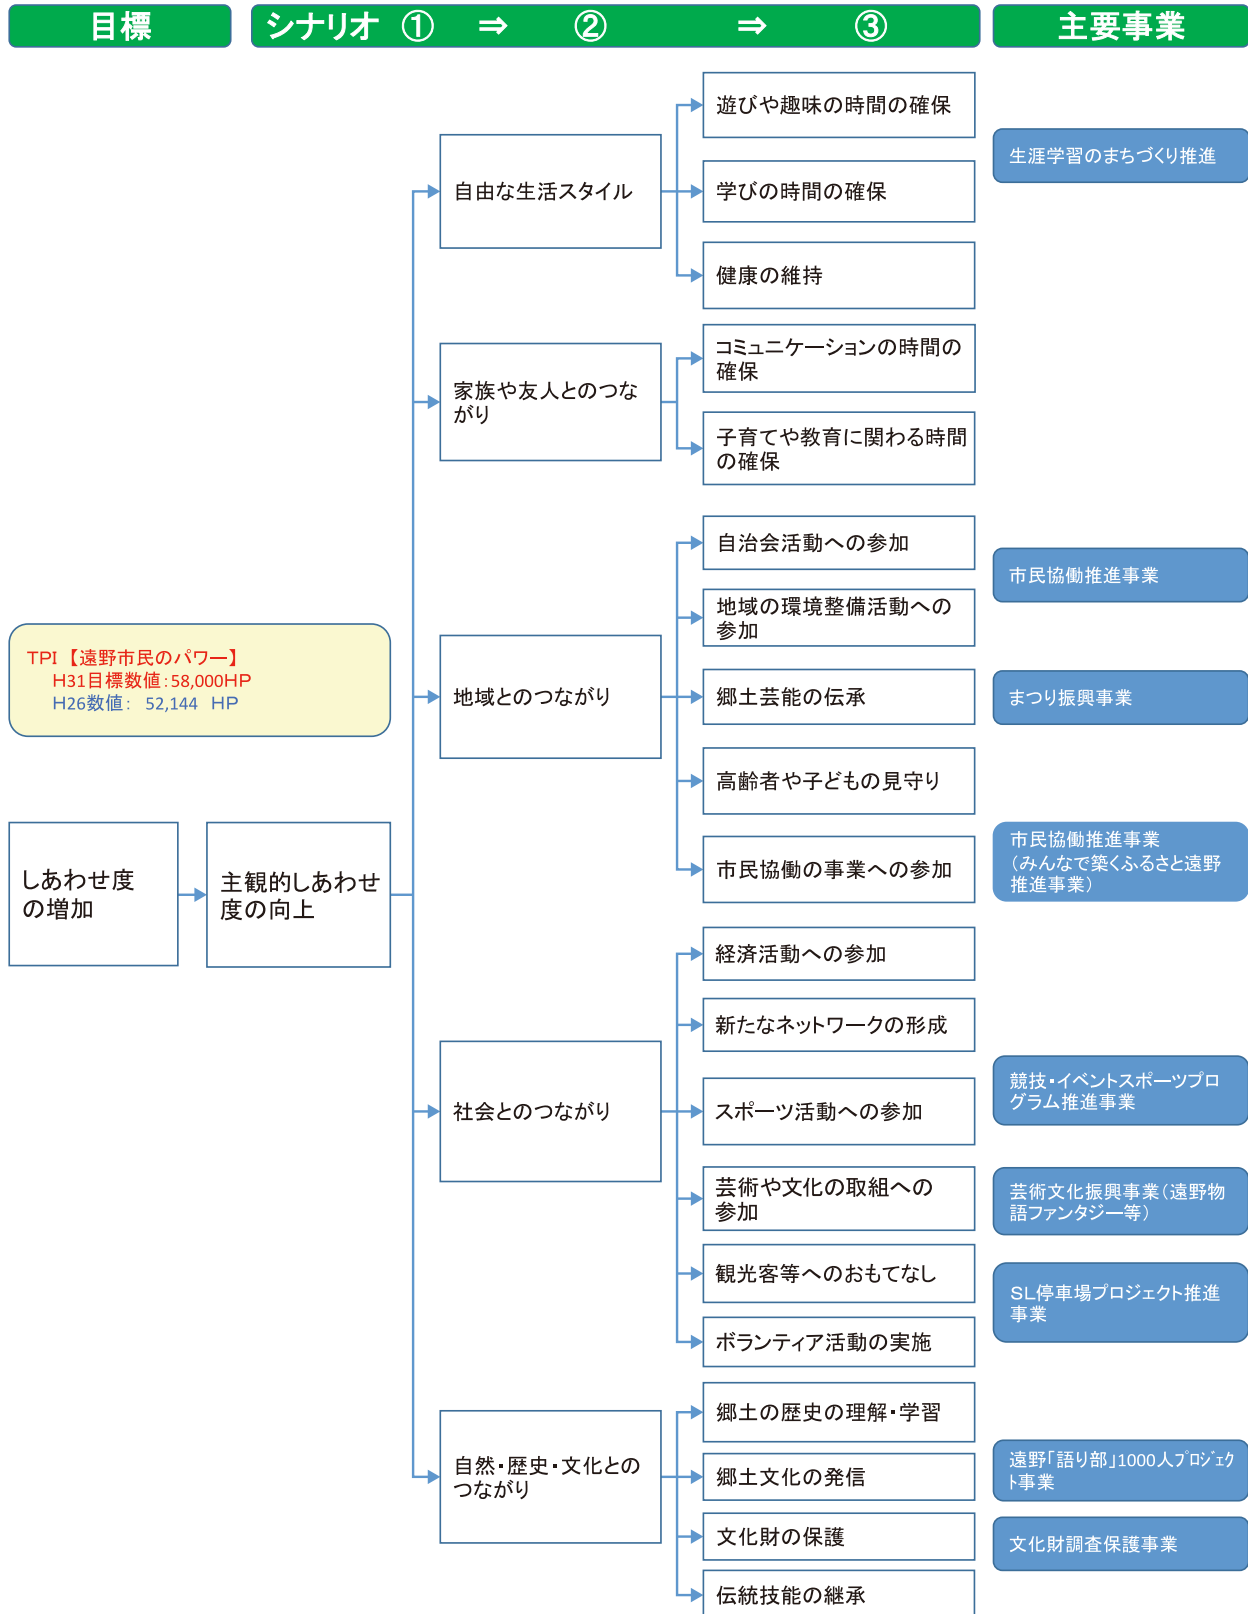 目標
シナリオ ① ⇒ ② ⇒ ③
主要事業
遊びや趣味の時間の確保
生涯学習のまちづくり推進
自由な生活スタイル
学びの時間の確保
健康の維持
コミュニケーションの時間の
確保
家族や友人とのつな
がり
子育てや教育に関わる時間
の確保
自治会活動への参加
市民協働推進事業
地域の環境整備活動への
参加
TPI 【遠野市民のパワー】
H31目標数値:58,000HP
H26数値: 52,144 HP
地域とのつながり
郷土芸能の伝承
まつり振興事業
高齢者や子どもの見守り
市民協働の事業への参加
市民協働推進事業
(みんなで築くふるさと遠野
推進事業)
しあわせ度
の増加
主観的しあわせ
度の向上
経済活動への参加
新たなネットワークの形成
社会とのつながり
スポーツ活動への参加
競技・イベントスポーツプロ
グラム推進事業
芸術や文化の取組への
参加
芸術文化振興事業(遠野物
語ファンタジー等)
観光客等へのおもてなし
SL停車場プロジェクト推進
事業
ボランティア活動の実施
郷土の歴史の理解・学習
自然・歴史・文化との
つながり
郷土文化の発信
遠野「語り部」1000人プロジェク
ト事業
文化財の保護
文化財調査保護事業
伝統技能の継承